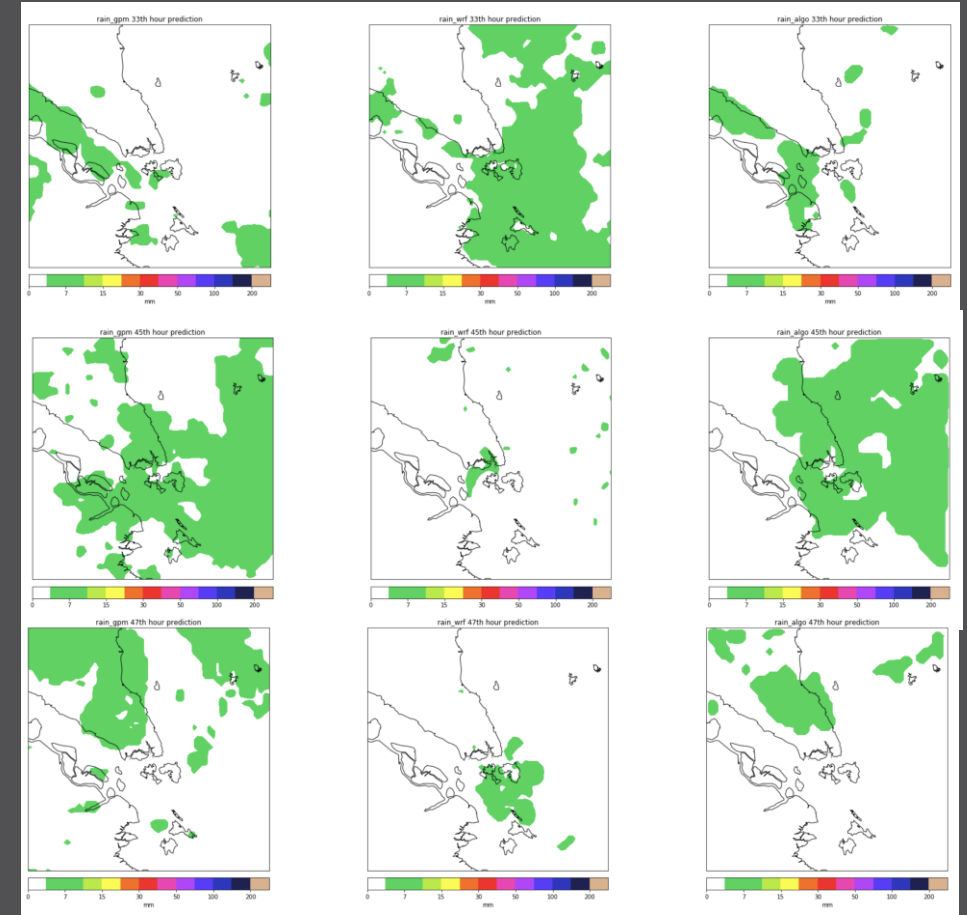 rain_gpm 33th hour prediction
rain_wrf 33th hour prediction
rain_algo 33th hour prediction
0 7 15 30 50 100 200
0 7 15 30 50 100 200
0 7 15 30 50 100 200
mm
mm
mm
rain_gpm 45th hour prediction
rain_wrf 45th hour prediction
rain_algo 45th hour prediction
0 7 15 30 50 100 200
0 7 15 30 50 100 200
0 7 15 30 50 100 200
rain_gpm 47th hour prediction
rain_wrf 47th hour prediction
rain_algo 47th hour prediction
0 7 15 30 50 100 200
0 7 15 30 50 100 200
0 7 15 30 50 100 200
mm
mm
mm